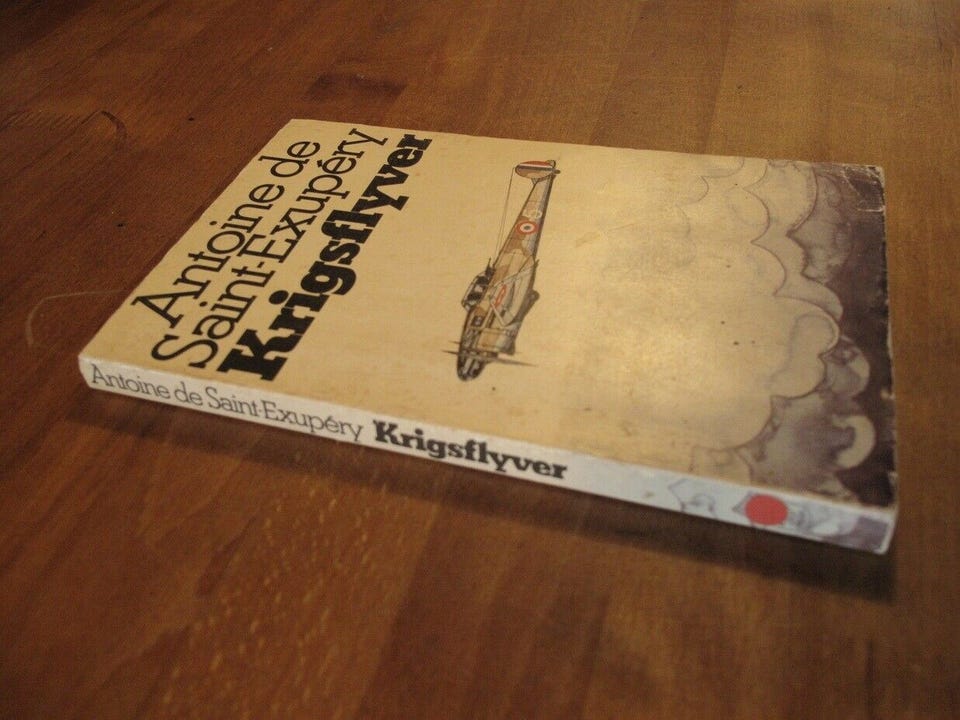 Antoine de
Saint-Exupéry
Krigsflyver
Antoine de Saint-Exupéry Krigsflyver